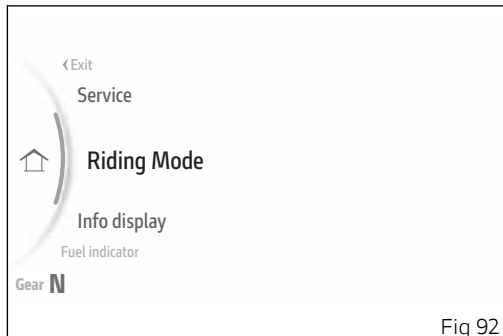 ‹Exit
Service
Riding Mode
Info display
Fuel indicator
Gear N
Fig 92